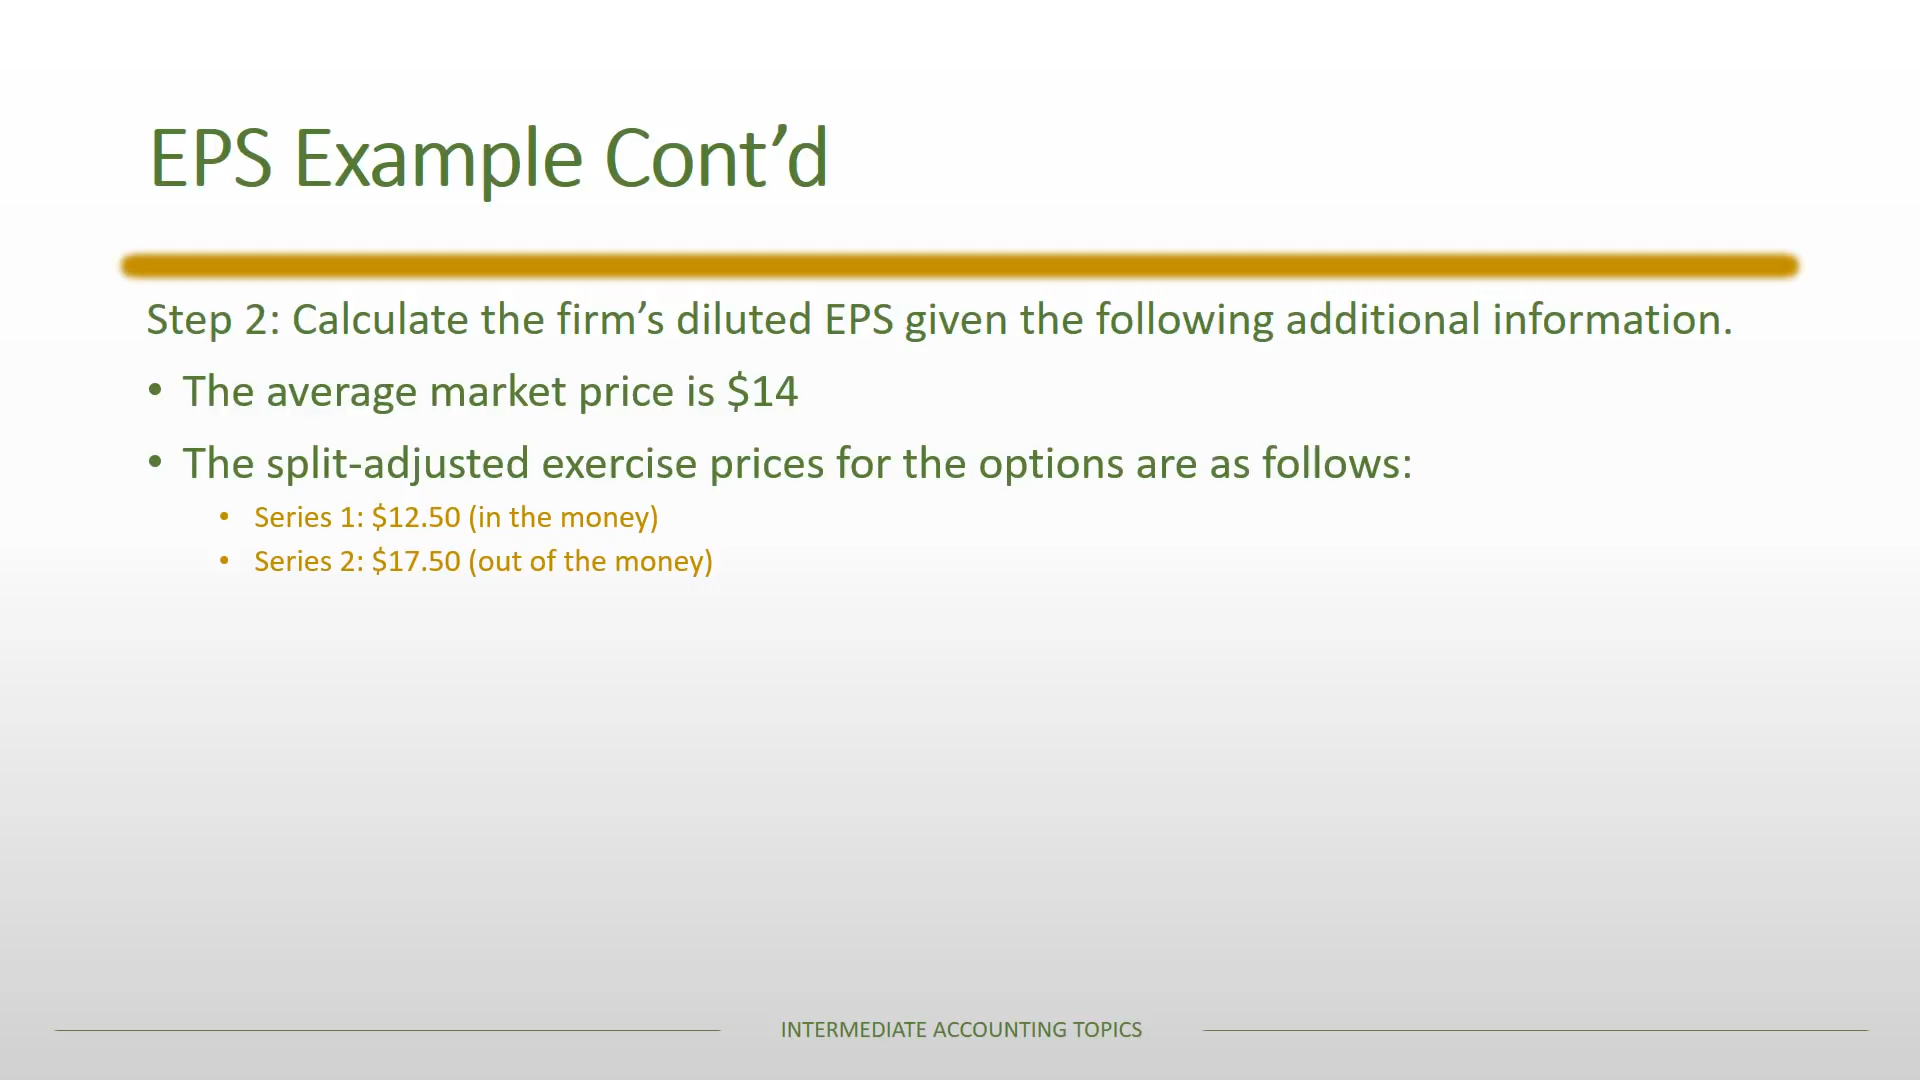 EPS Example Cont’d
Step 2: Calculate the firm’s diluted EPS given the following additional information.
• The average market price is $14
• The split-adjusted exercise prices for the options are as follows:
• Series 1: $12.50 (in the money)
• Series 2: $17.50 (out of the money)
INTERMEDIATE ACCOUNTING TOPICS